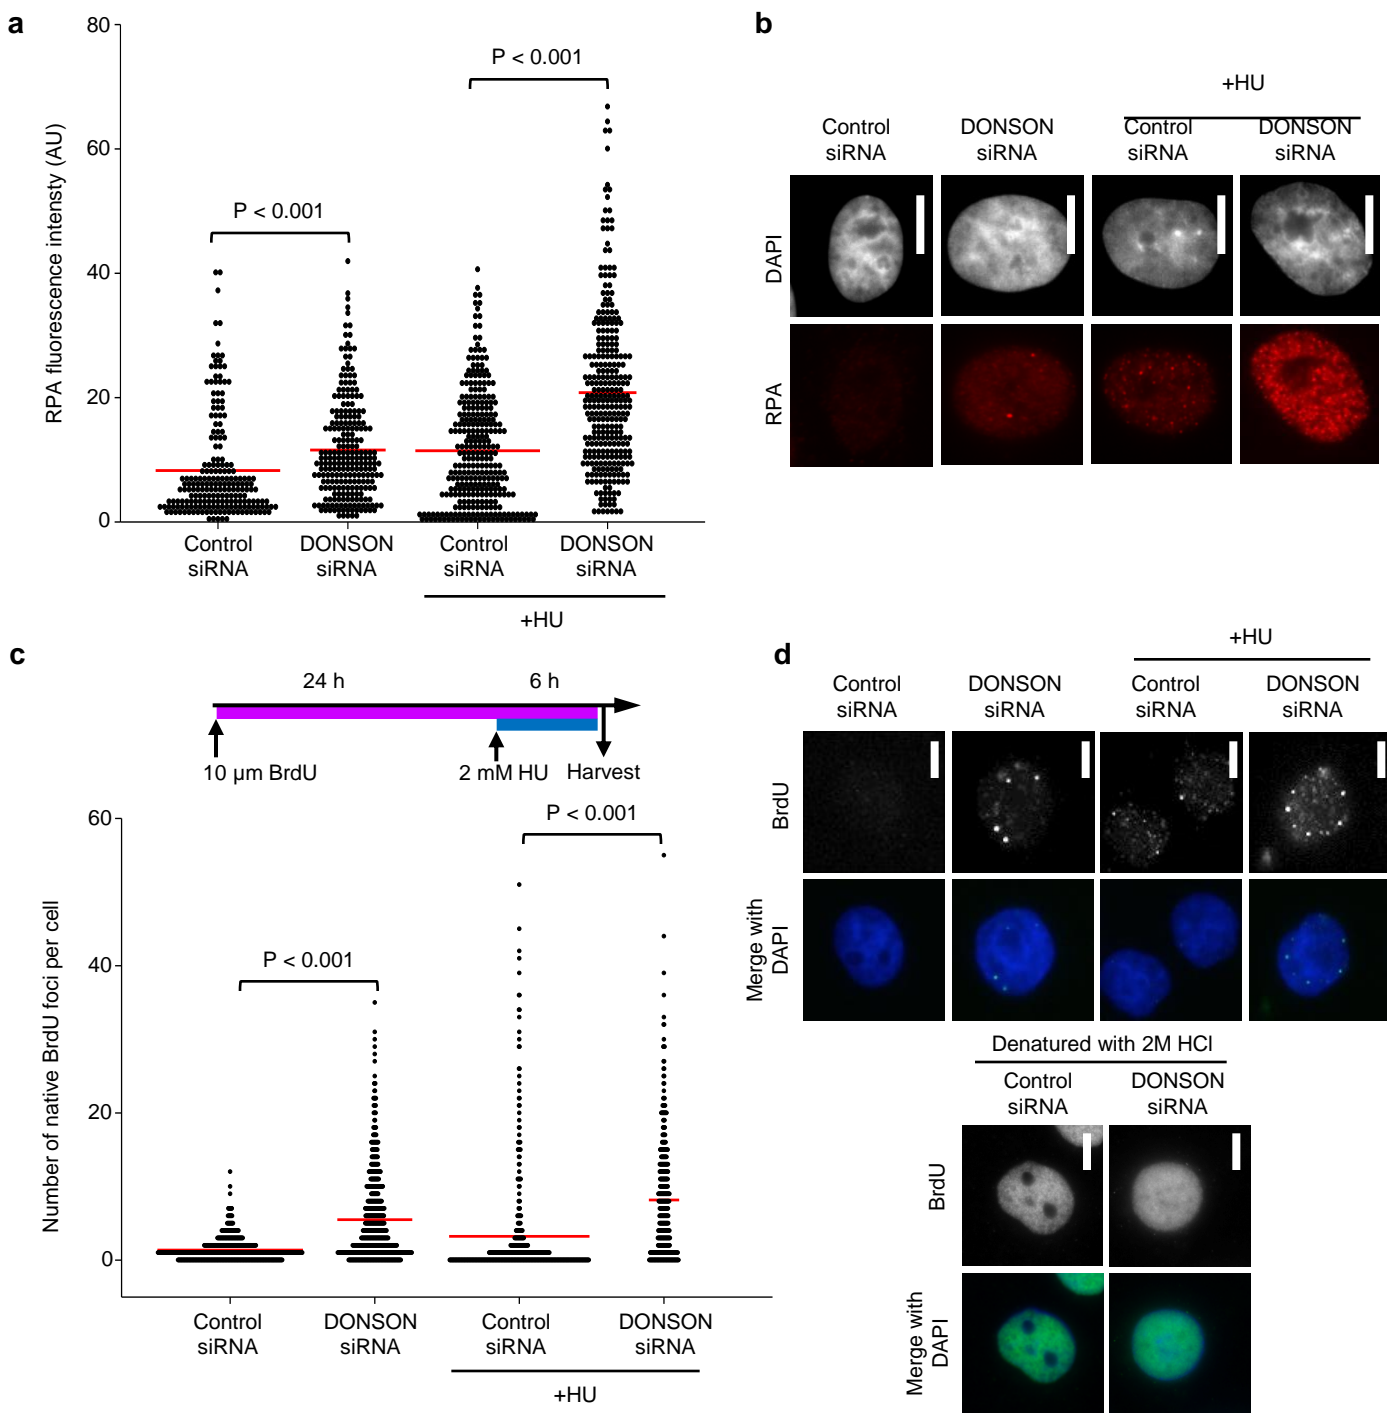 a
80
60
40
20
0
RPA fluorescence intensty (AU)
P < 0.001
P < 0.001
Control siRNA
DONSON siRNA
Control siRNA
DONSON siRNA
+HU
b
+HU
Control siRNA
DONSON siRNA
Control siRNA
DONSON siRNA
DAPI
RPA
c
24 h
6 h
10 µm BrdU
2 mM HU
Harvest
60
40
20
0
Number of native BrdU foci per cell
P < 0.001
P < 0.001
Control siRNA
DONSON siRNA
Control siRNA
DONSON siRNA
+HU
d
+HU
Control siRNA
DONSON siRNA
Control siRNA
DONSON siRNA
BrdU
Merge with DAPI
Denatured with 2M HCl
Control siRNA
DONSON siRNA
BrdU
Merge with DAPI